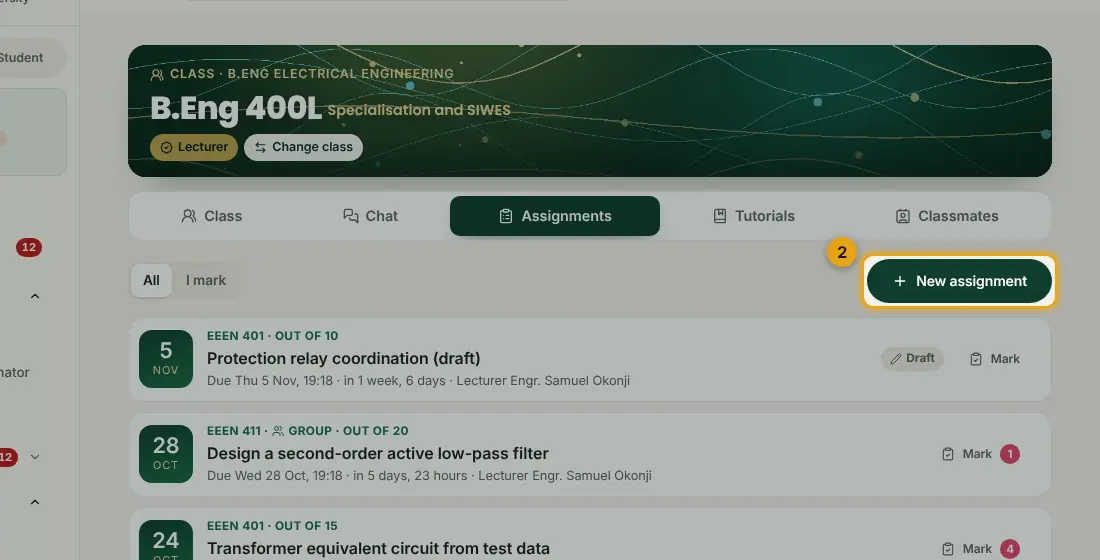 Student
CLASS · B.ENG ELECTRICAL ENGINEERING
B.Eng 400L Specialisation and SIWES
Lecturer
Change class
Class
Chat
Assignments
Tutorials
Classmates
12
2
All
I mark
+ New assignment
5
NOV
EEEN 401 · OUT OF 10
Protection relay coordination (draft)
Due Thu 5 Nov, 19:18 · in 1 week, 6 days · Lecturer Engr. Samuel Okonji
Draft
Mark
28
OCT
EEEN 411 · GROUP · OUT OF 20
Design a second-order active low-pass filter
Due Wed 28 Oct, 19:18 · in 5 days, 23 hours · Lecturer Engr. Samuel Okonji
Mark 1
12
24
OCT
EEEN 401 · OUT OF 15
Transformer equivalent circuit from test data
Mark 4